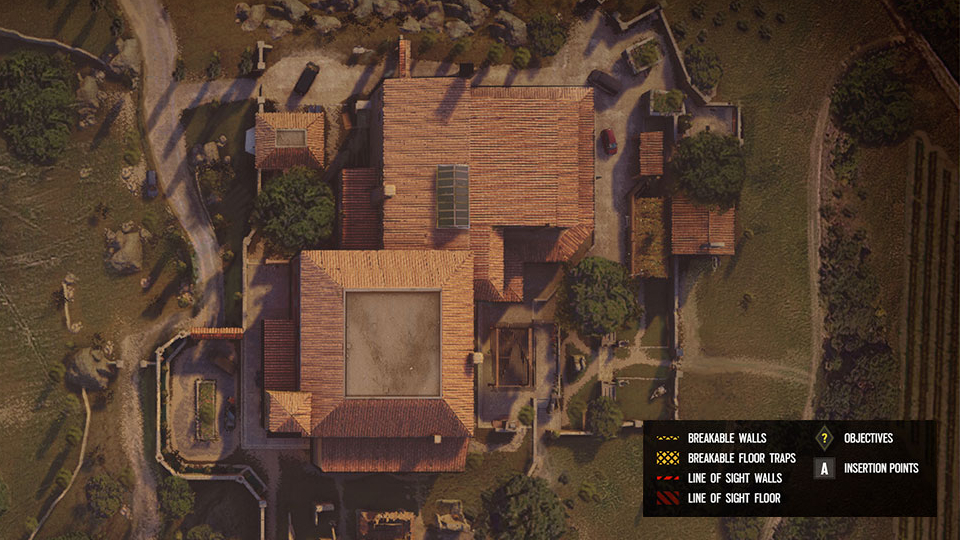 BREAKABLE WALLS
BREAKABLE FLOOR TRAPS
LINE OF SIGHT WALLS
LINE OF SIGHT FLOOR
? OBJECTIVES
A INSERTION POINTS